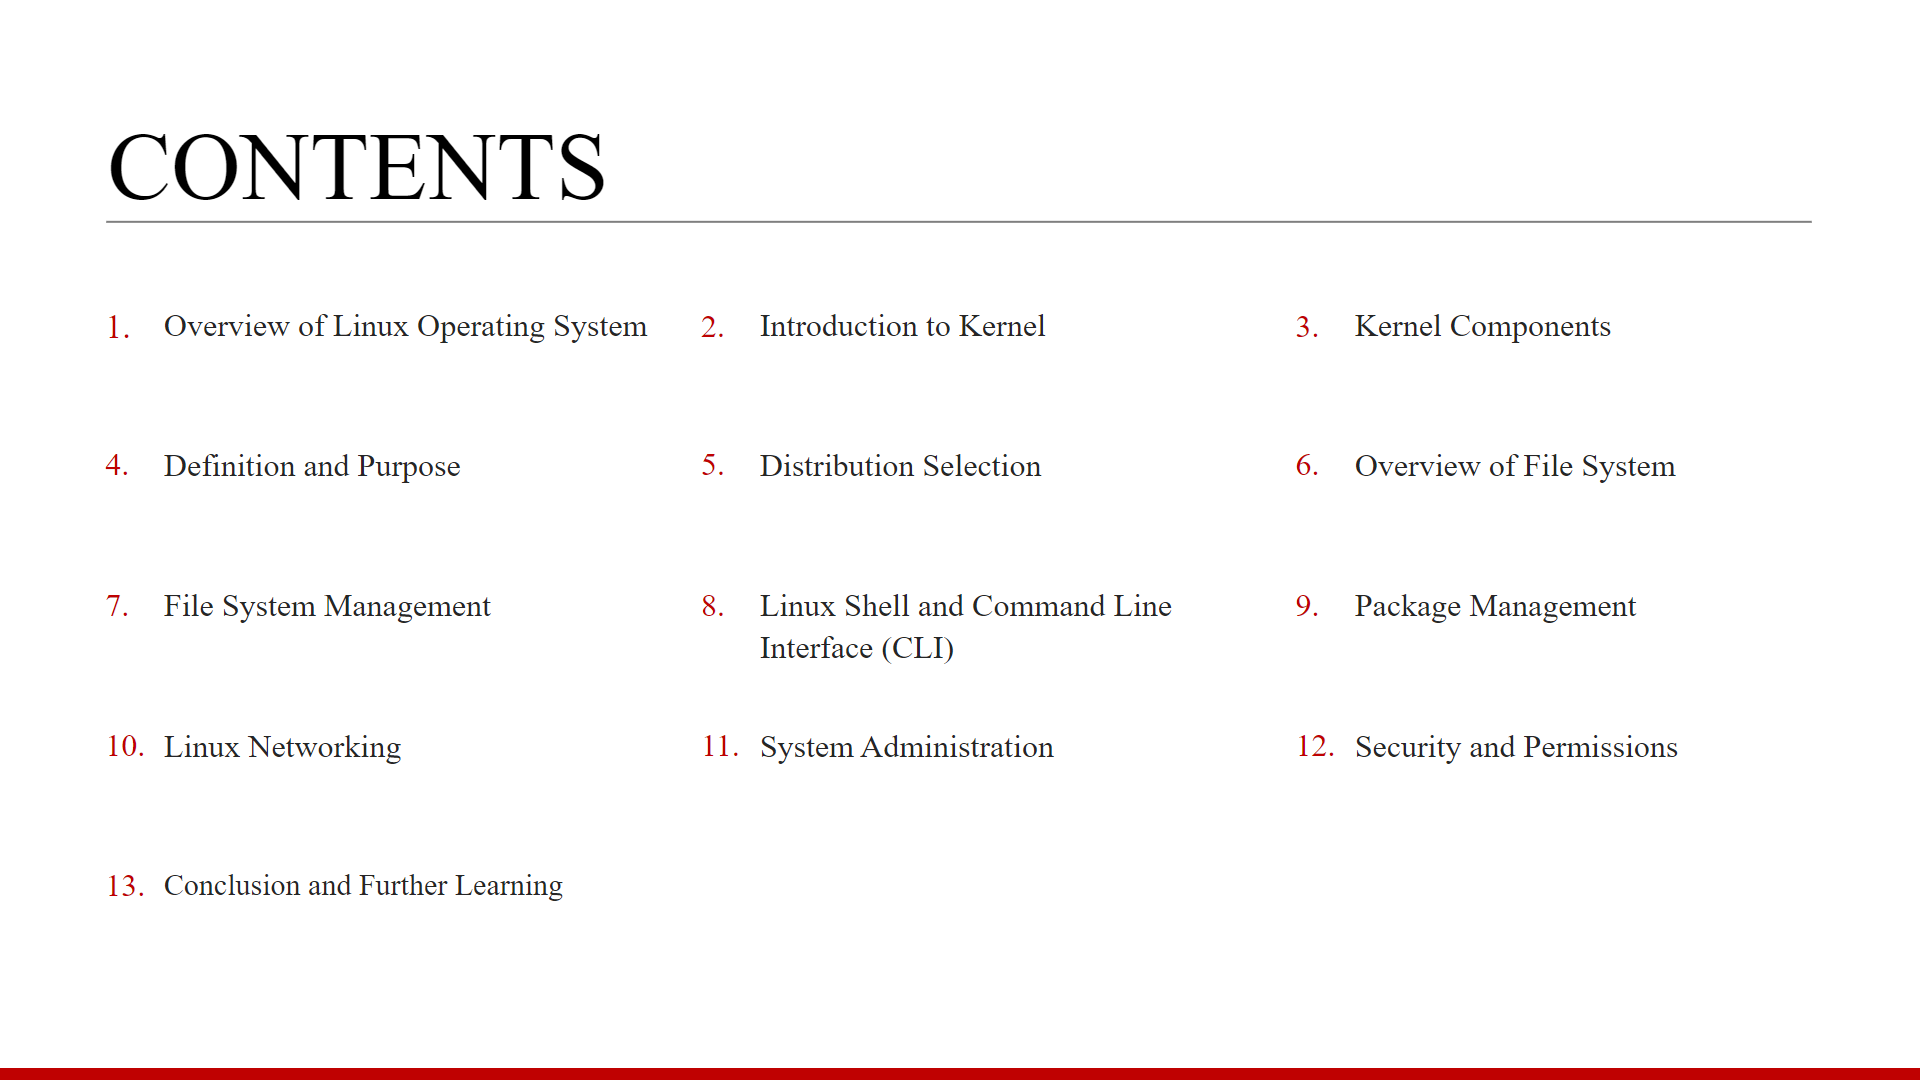 CONTENTS
1. Overview of Linux Operating System
2. Introduction to Kernel
3. Kernel Components
4. Definition and Purpose
5. Distribution Selection
6. Overview of File System
7. File System Management
8. Linux Shell and Command Line
Interface (CLI)
9. Package Management
10. Linux Networking
11. System Administration
12. Security and Permissions
13. Conclusion and Further Learning